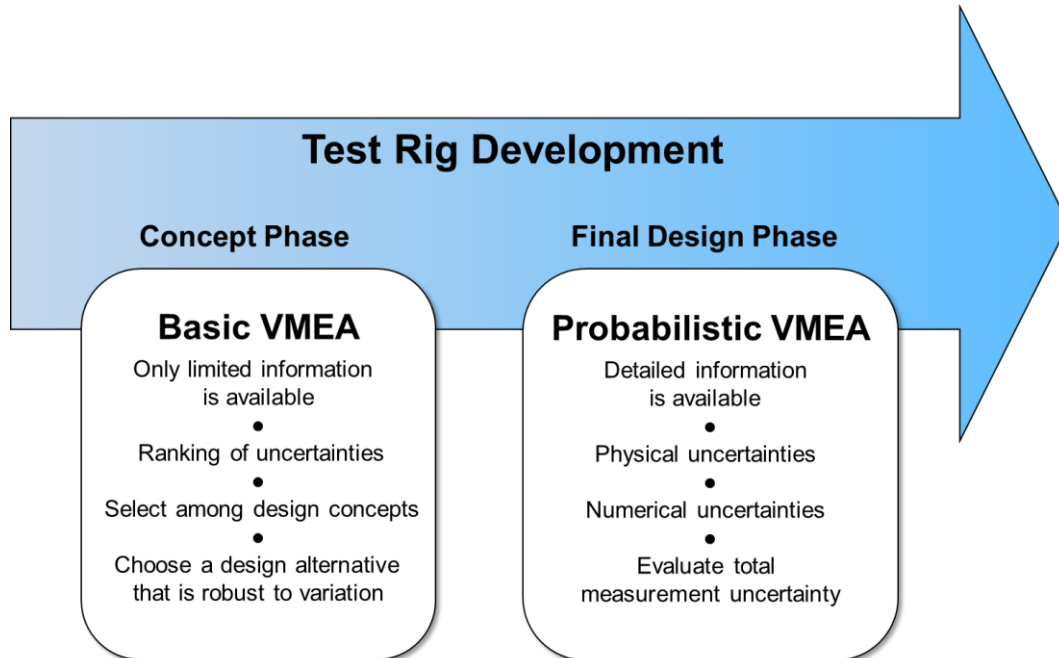 Test Rig Development
Concept Phase
Basic VMEA
Only limited information
is available
●
Ranking of uncertainties
●
Select among design concepts
●
Choose a design alternative
that is robust to variation
Final Design Phase
Probabilistic VMEA
Detailed information
is available
●
Physical uncertainties
●
Numerical uncertainties
●
Evaluate total
measurement uncertainty